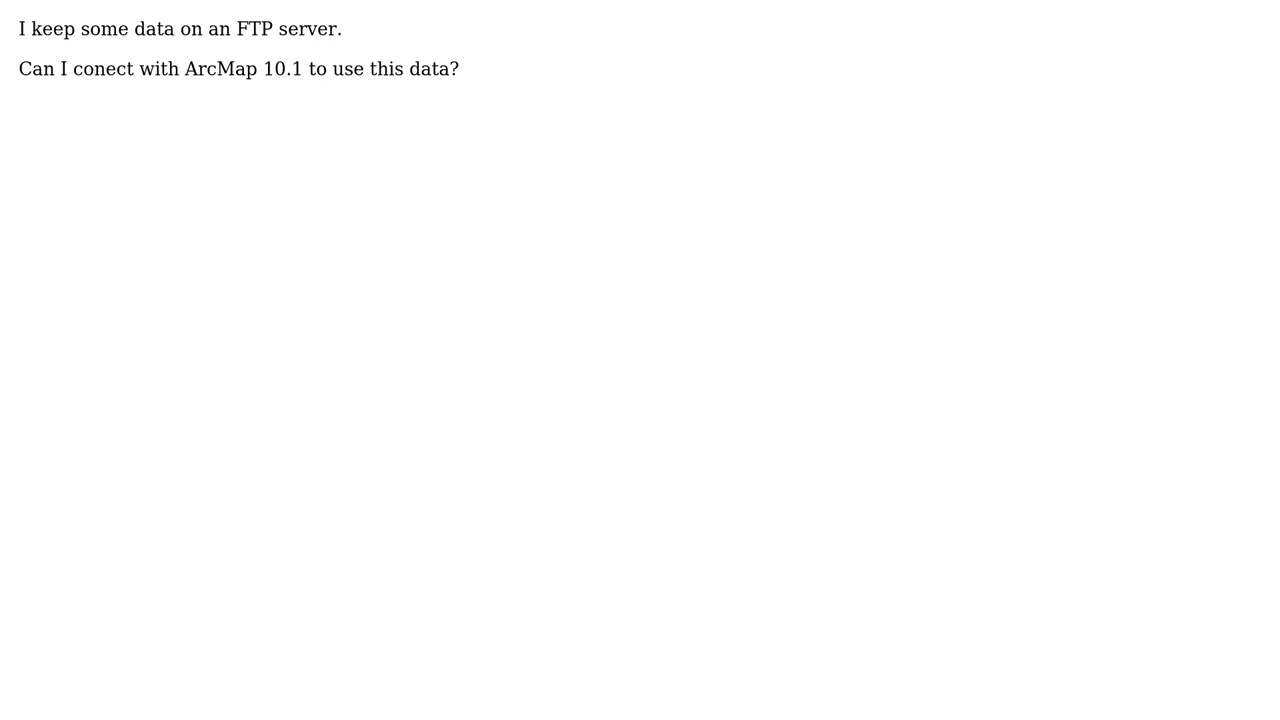 I keep some data on an FTP server.
Can I conect with ArcMap 10.1 to use this data?